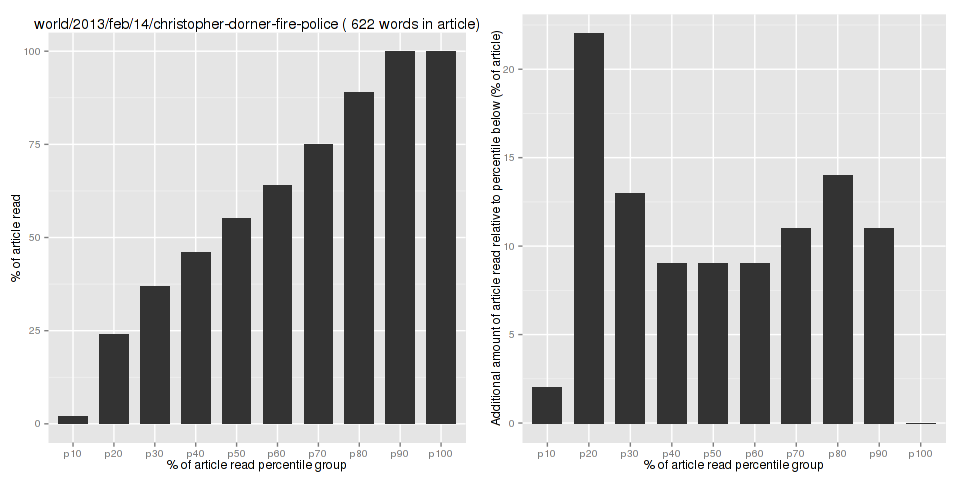 world/2013/feb/14/christopher-dorner-fire-police ( 622 words in article)
% of article read
100
75
50
25
0
p10 p20 p30 p40 p50 p60 p70 p80 p90 p100
% of article read percentile group
Additional amount of article read relative to percentile below (% of article)
20
15
10
5
0
p10 p20 p30 p40 p50 p60 p70 p80 p90 p100
% of article read percentile group